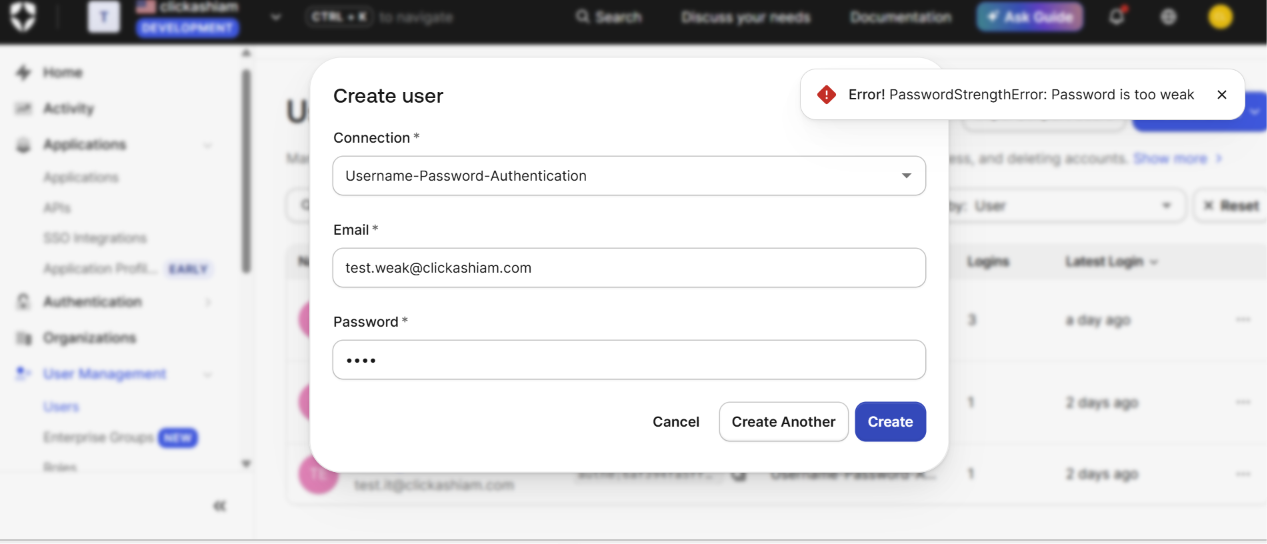 clickashiam
T
DEVELOPMENT
CTRL + K to navigate
Search
Discuss your needs
Documentation
Ask Guide
Home
Activity
Applications
Applications
APIs
SSO Integrations
Application Profil... EARLY
Authentication
Organizations
User Management
Users
Enterprise Groups NEW
Roles
Create user
Error! PasswordStrengthError: Password is too weak
Connection *
Username-Password-Authentication
Email *
test.weak@clickashiam.com
Password *
••••
Cancel
Create Another
Create
and deleting accounts. Show more
by: User
Reset
Logins
Latest Login
3
a day ago
1
2 days ago
TE
test.it@clickashiam.com
Username-Password-A...
1
2 days ago